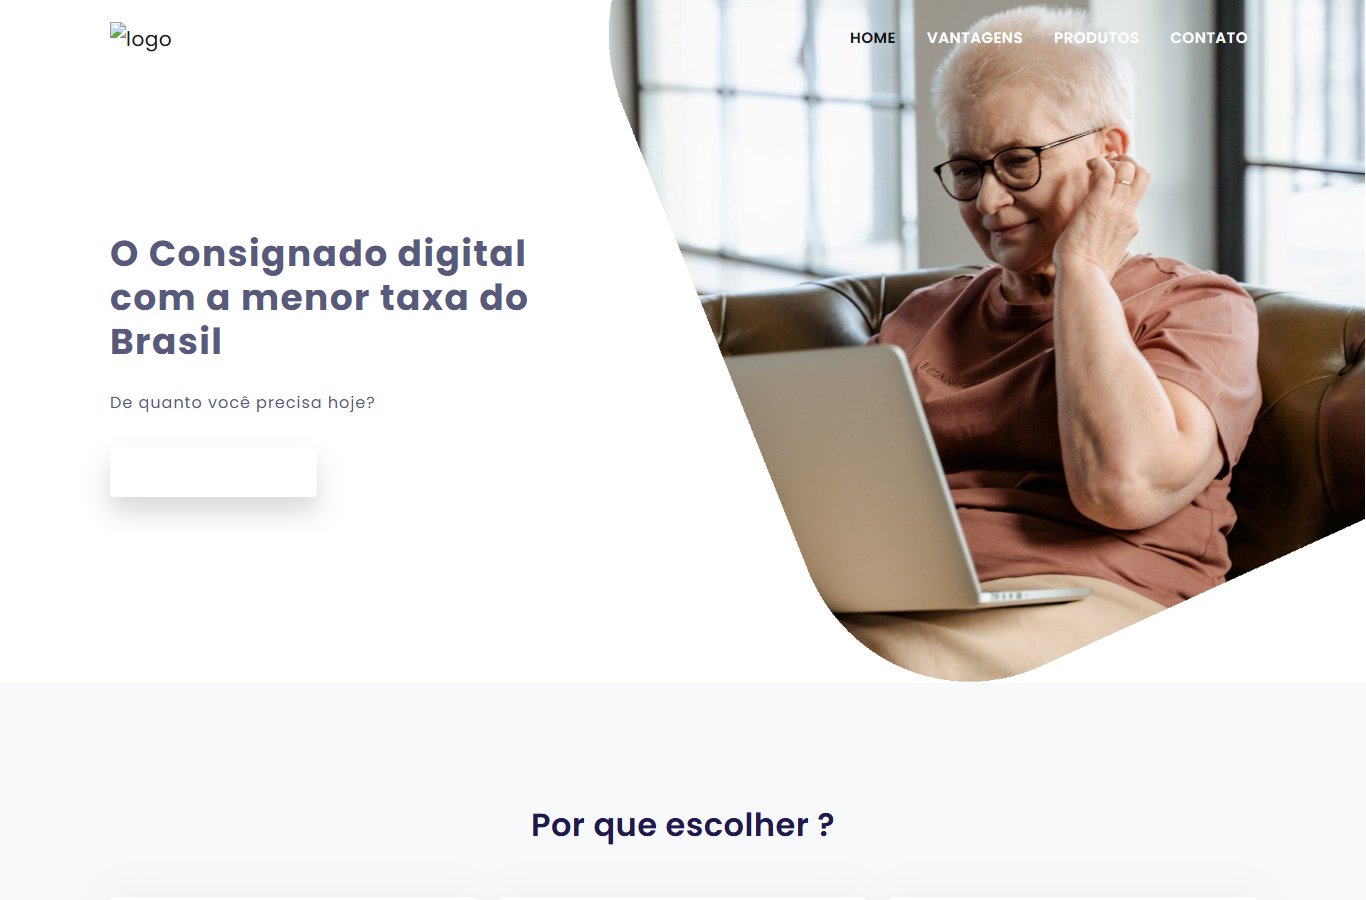 logo
HOME VANTAGENS PRODUTOS CONTATO
O Consignado digital
com a menor taxa do
Brasil
De quanto você precisa hoje?
Por que escolher ?